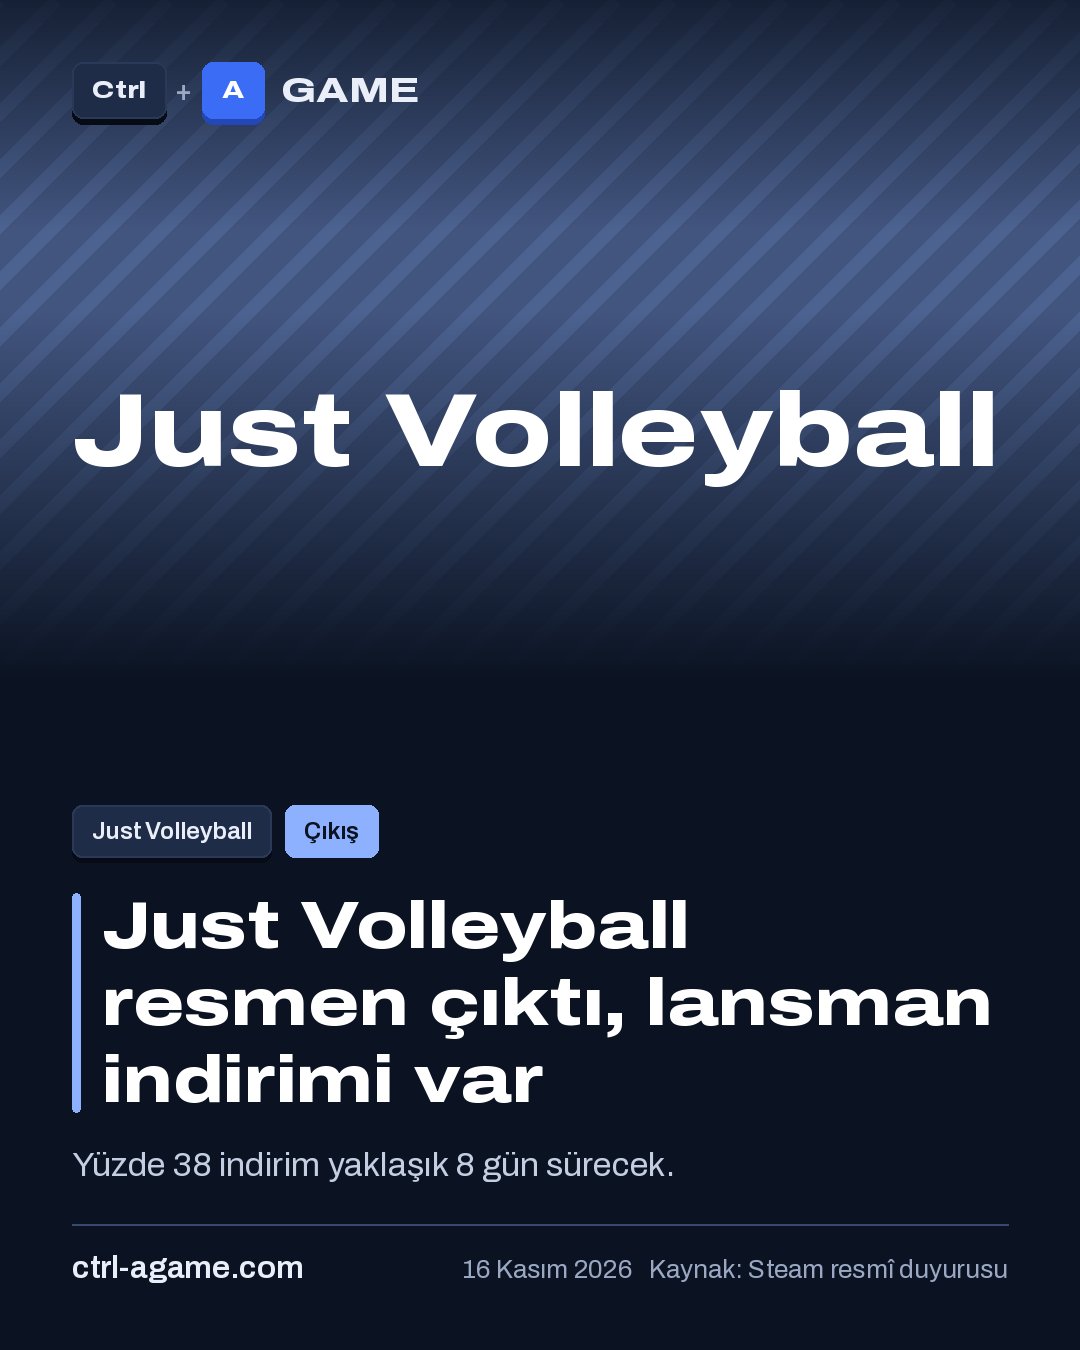 Ctrl + A GAME
Just Volleyball
Just Volleyball Çıkış
Just Volleyball
resmen çıktı, lansman
indirimi var
Yüzde 38 indirim yaklaşık 8 gün sürecek.
ctrl-agame.com 16 Kasım 2026 Kaynak: Steam resmî duyurusu